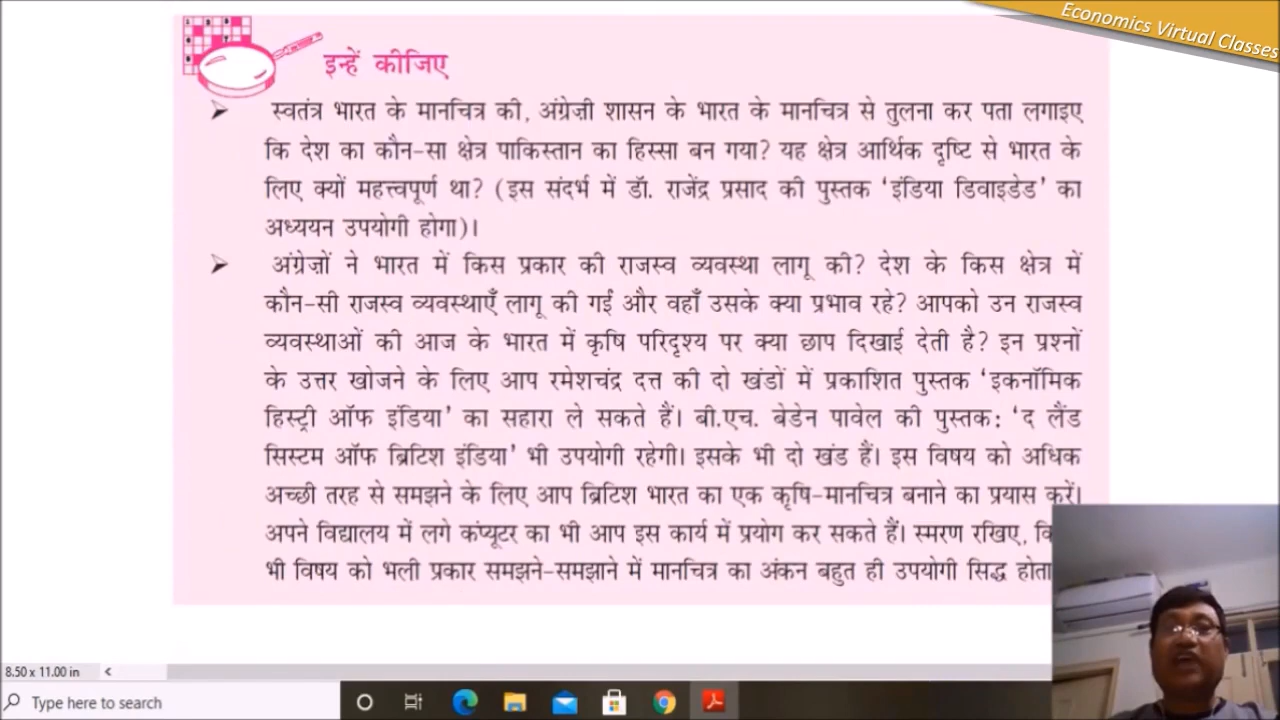 Economics Virtual Classes
इन्हें कीजिए
➤ स्वतंत्र भारत के मानचित्र की, अंग्रेज़ी शासन के भारत के मानचित्र से तुलना कर पता लगाइए
कि देश का कौन-सा क्षेत्र पाकिस्तान का हिस्सा बन गया? यह क्षेत्र आर्थिक दृष्टि से भारत के
लिए क्यों महत्त्वपूर्ण था? (इस संदर्भ में डॉ. राजेंद्र प्रसाद की पुस्तक ‘इंडिया डिवाइडेड’ का
अध्ययन उपयोगी होगा)।
➤ अंग्रेज़ों ने भारत में किस प्रकार की राजस्व व्यवस्था लागू की? देश के किस क्षेत्र में
कौन-सी राजस्व व्यवस्थाएँ लागू की गईं और वहाँ उसके क्या प्रभाव रहे? आपको उन राजस्व
व्यवस्थाओं की आज के भारत में कृषि परिदृश्य पर क्या छाप दिखाई देती है? इन प्रश्नों
के उत्तर खोजने के लिए आप रमेशचंद्र दत्त की दो खंडों में प्रकाशित पुस्तक ‘इकनॉमिक
हिस्ट्री ऑफ इंडिया’ का सहारा ले सकते हैं। बी.एच. बेडेन पावेल की पुस्तक: ‘द लैंड
सिस्टम ऑफ ब्रिटिश इंडिया’ भी उपयोगी रहेगी। इसके भी दो खंड हैं। इस विषय को अधिक
अच्छी तरह से समझने के लिए आप ब्रिटिश भारत का एक कृषि-मानचित्र बनाने का प्रयास करें।
अपने विद्यालय में लगे कंप्यूटर का भी आप इस कार्य में प्रयोग कर सकते हैं। स्मरण रखिए,
भी विषय को भली प्रकार समझने-समझाने में मानचित्र का अंकन बहुत ही उपयोगी सिद्ध होता
8.50 x 11.00 in
Type here to search